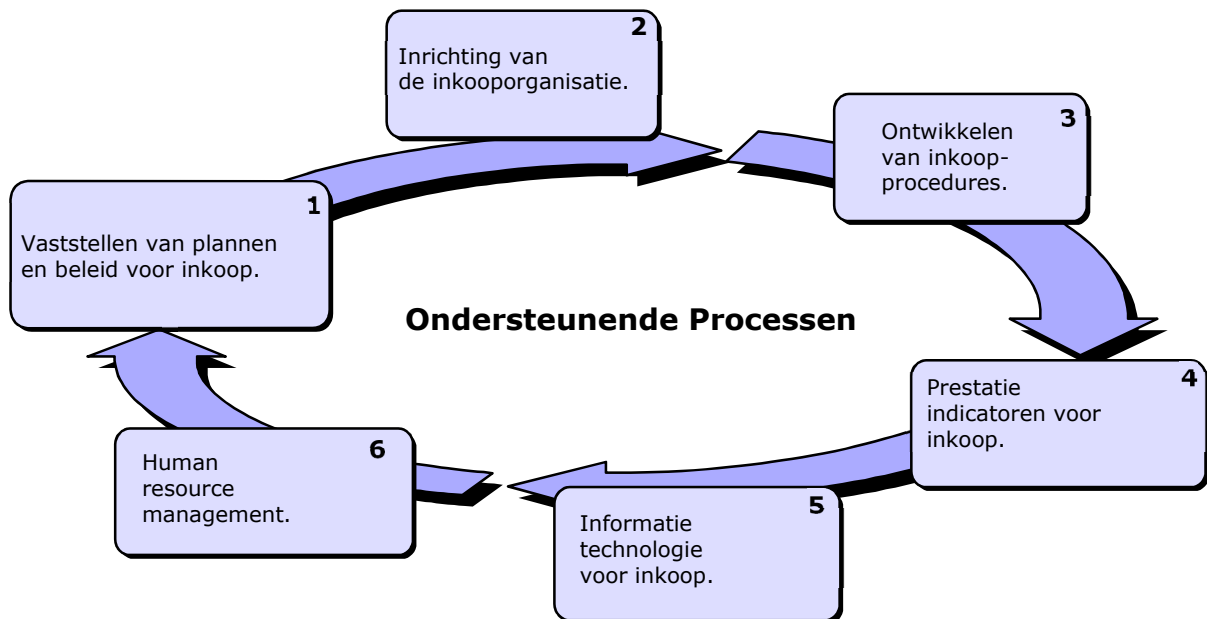 2
Inrichting van
de inkooporganisatie.
3
Ontwikkelen
van inkoop-
procedures.
1
Vaststellen van plannen
en beleid voor inkoop.
Ondersteunende Processen
4
Prestatie
indicatoren voor
inkoop.
6
Human
resource
management.
5
Informatie
technologie
voor inkoop.